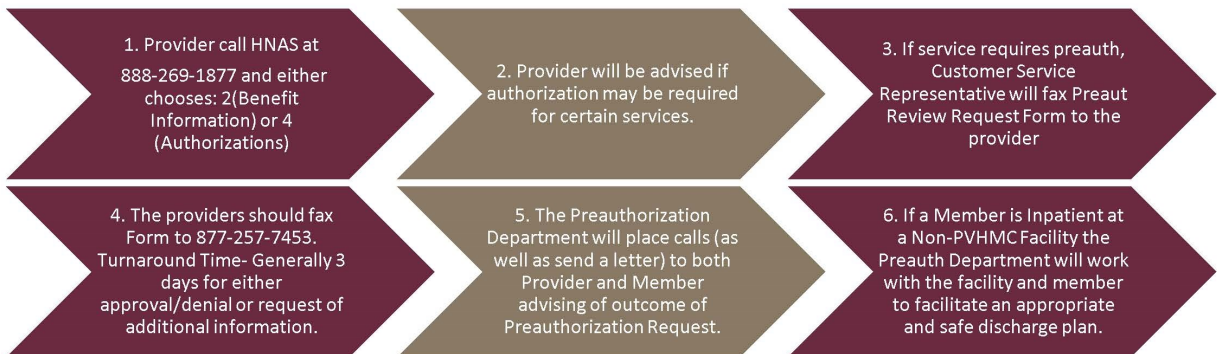 1. Provider call HNAS at
888-269-1877 and either
chooses: 2(Benefit
Information) or 4
(Authorizations)
2. Provider will be advised if
authorization may be required
for certain services.
3. If service requires preauth,
Customer Service
Representative will fax Preaut
Review Request Form to the
provider
4. The providers should fax
Form to 877-257-7453.
Turnaround Time- Generally 3
days for either
approval/denial or request of
additional information.
5. The Preauthorization
Department will place calls (as
well as send a letter) to both
Provider and Member
advising of outcome of
Preauthorization Request.
6. If a Member is Inpatient at
a Non-PVHMC Facility the
Preauth Department will work
with the facility and member
to facilitate an appropriate
and safe discharge plan.